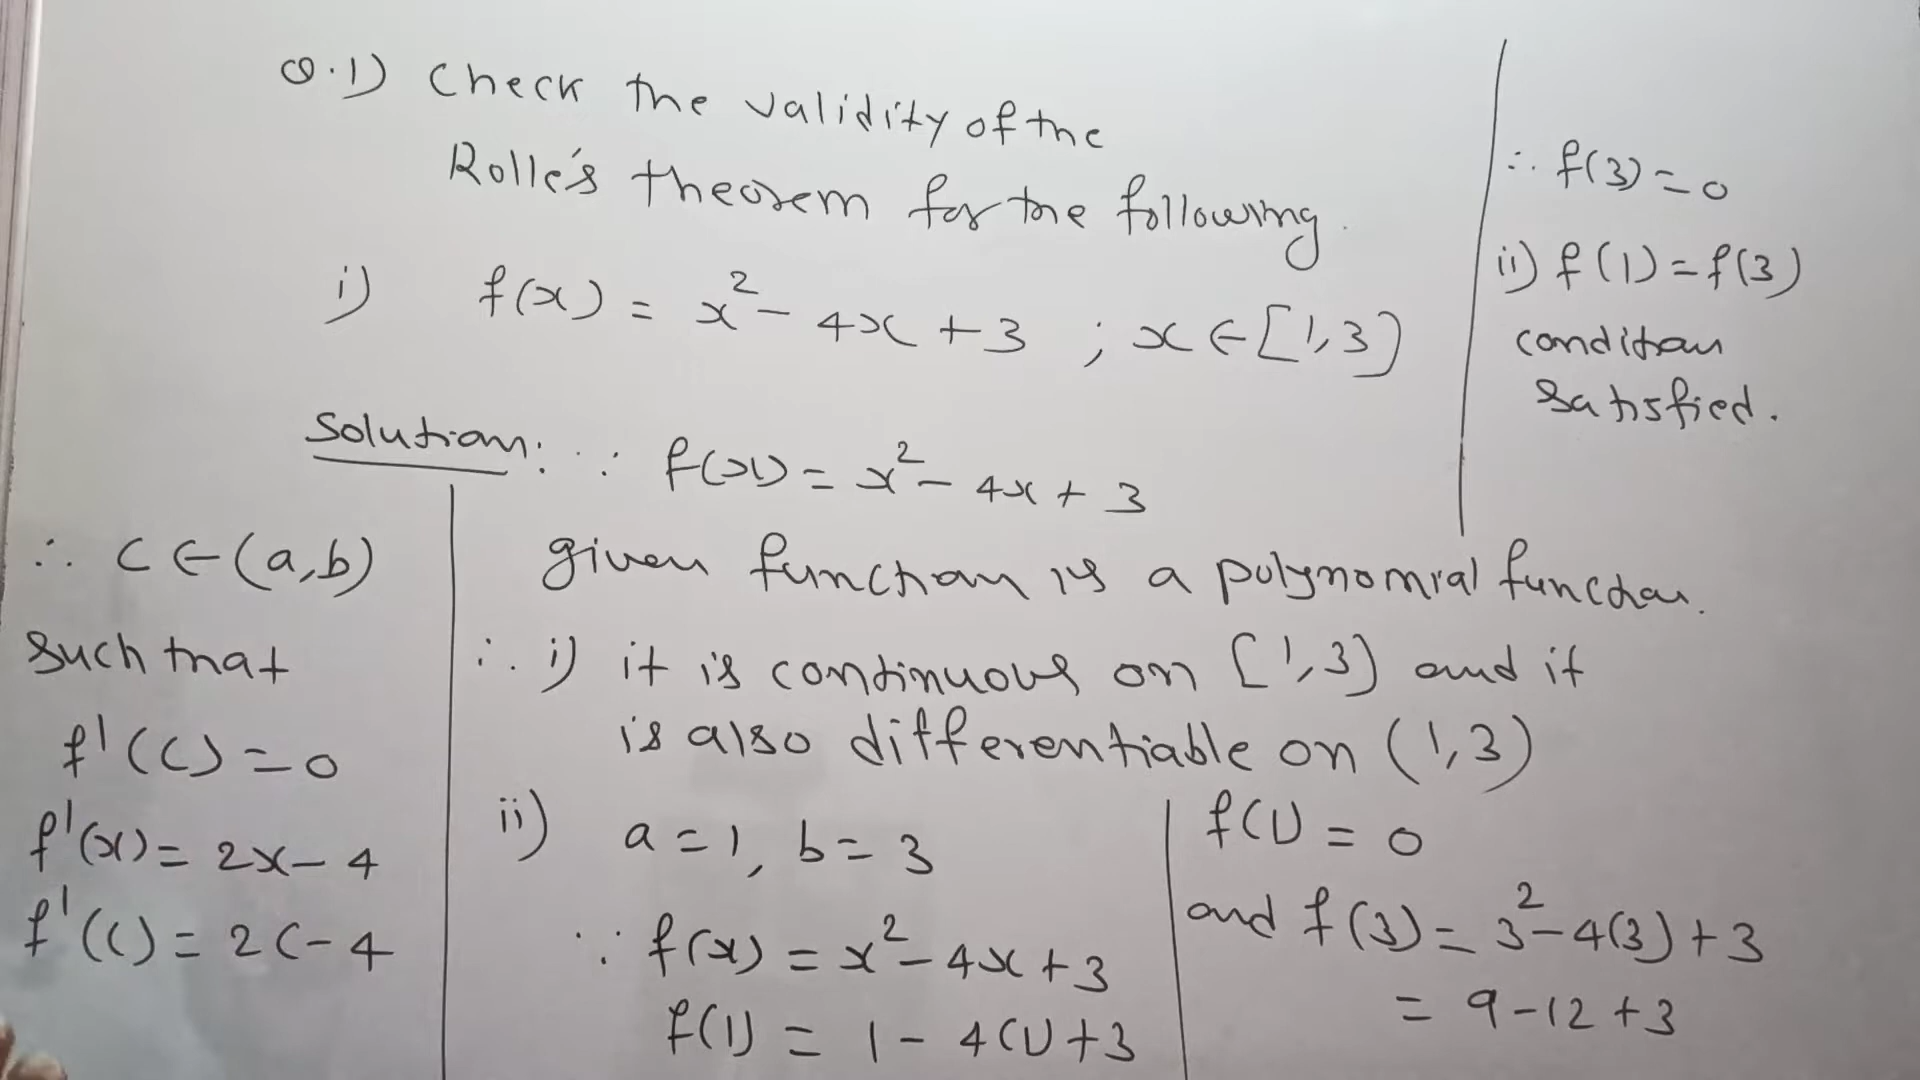 Q.1) Check the validity of the
Rolle's theorem for the following.
i) f(x) = x² - 4x + 3 ; x ∈ [1,3]
Solution: ∵ f(x) = x² - 4x + 3
given function is a polynomial function.
∴ i) it is continuous on [1,3] and it
is also differentiable on (1,3)
ii) a = 1, b = 3
∵ f(x) = x² - 4x + 3
f(1) = 1 - 4(1) + 3
f(1) = 0
and f(3) = 3² - 4(3) + 3
= 9 - 12 + 3
∴ f(3) = 0
ii) f(1) = f(3)
condition
satisfied.
∴ c ∈ (a,b)
such that
f'(c) = 0
f'(x) = 2x - 4
f'(c) = 2c - 4